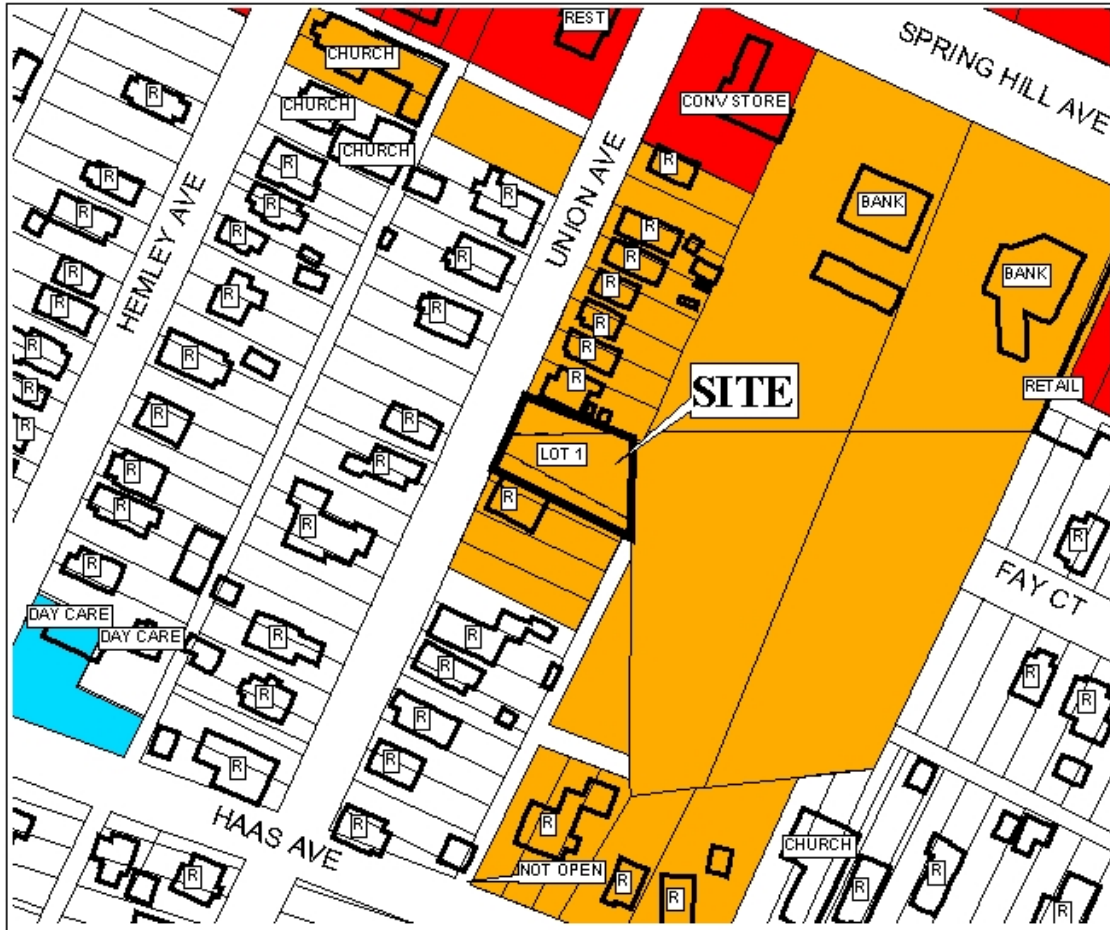 REST
SPRING HILL AVE
CHURCH
R
CONV STORE
CHURCH
CHURCH
R
R
R
R
HEMLEY AVE
UNION AVE
R
BANK
R
R
R
R
R
R
BANK
R
R
R
R
R
R
R
R
R
R
RETAIL
SITE
R
R
R
LOT 1
R
R
R
R
R
R
R
FAY CT
DAY CARE
DAY CARE
R
R
R
R
R
R
R
R
R
HAAS AVE
R
R
CHURCH
NOT OPEN
R
R
R
R
R
R